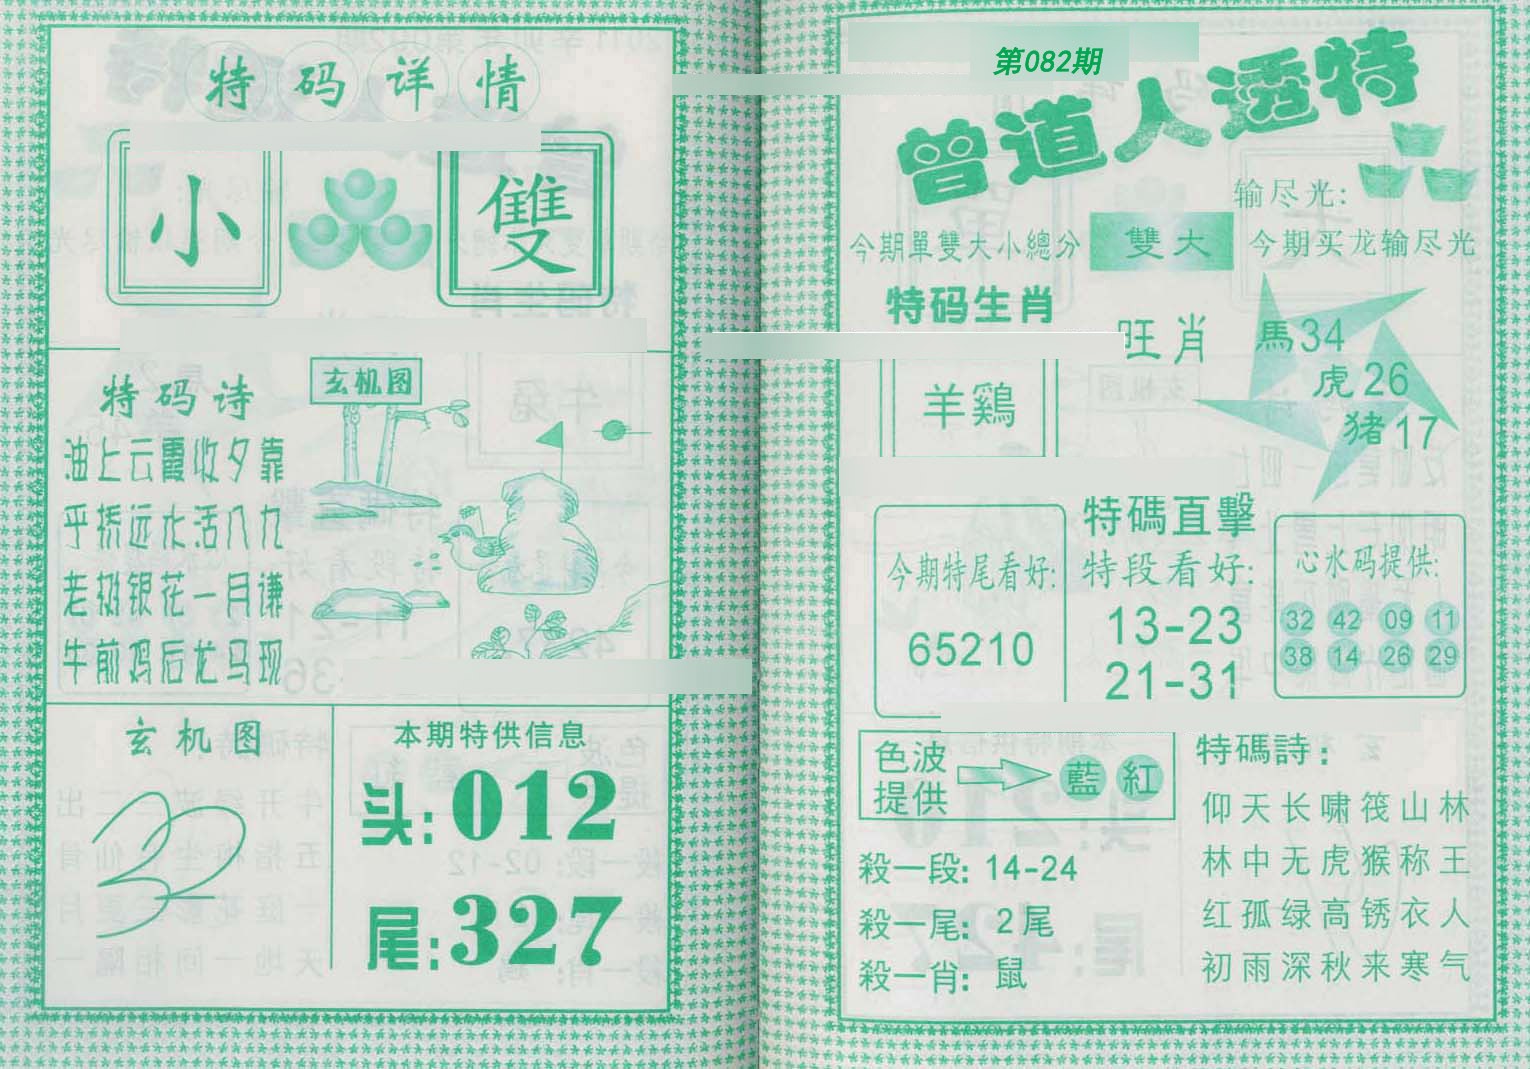 特码详情
小 雙
特码诗
油上云霞收夕靠
乎挢远大活八九
老极银花一月谦
牛前鸡后龙马现
玄机图
玄机图
本期特供信息
头:012
尾:327
第082期
曾道人透特
输尽光:
今期單雙大小總分 雙大 今期买龙输尽光
特码生肖
羊鷄
旺肖
馬34
虎26
猪17
特碼直擊
今期特尾看好:
65210
特段看好:
13-23
21-31
心水码提供:
32 42 09 11
38 14 26 29
色波提供 藍 紅
殺一段: 14-24
殺一尾: 2尾
殺一肖: 鼠
特碼詩:
仰天长啸筏山林
林中无虎猴称王
红孤绿高锈衣人
初雨深秋来寒气